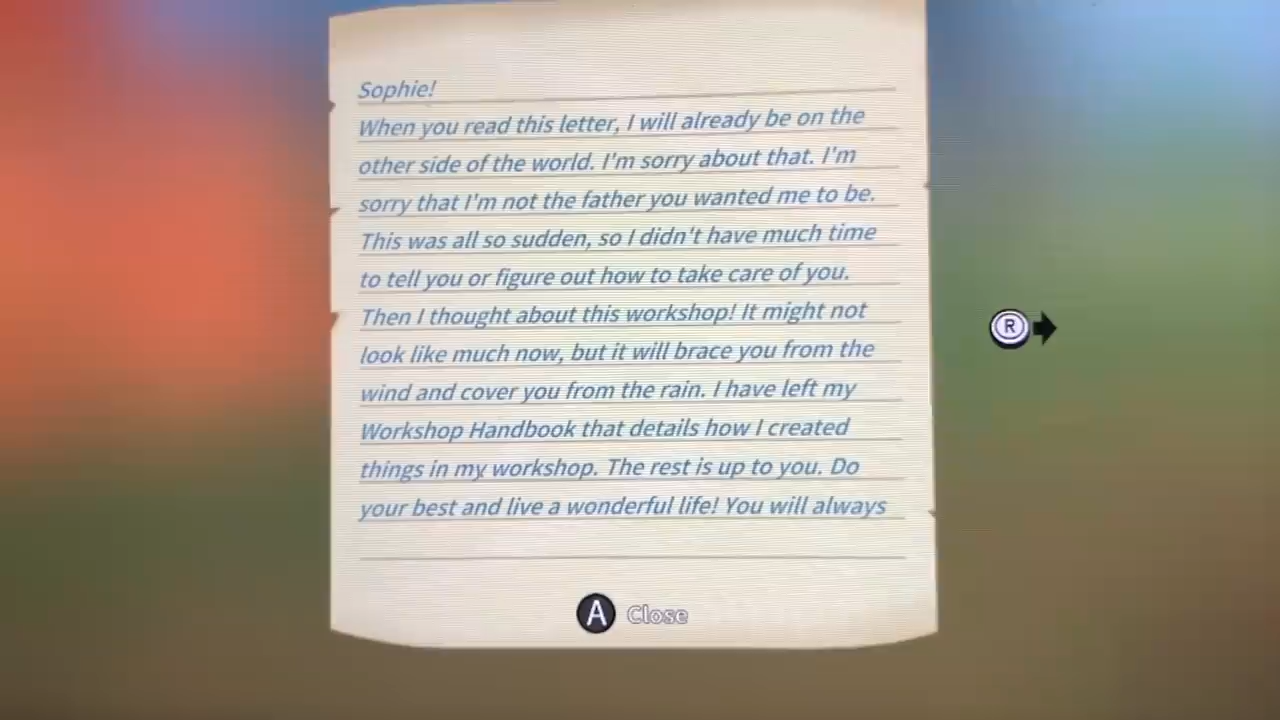 Sophie!
When you read this letter, I will already be on the
other side of the world. I'm sorry about that. I'm
sorry that I'm not the father you wanted me to be.
This was all so sudden, so I didn't have much time
to tell you or figure out how to take care of you.
Then I thought about this workshop! It might not
look like much now, but it will brace you from the
wind and cover you from the rain. I have left my
Workshop Handbook that details how I created
things in my workshop. The rest is up to you. Do
your best and live a wonderful life! You will always
R
A Close